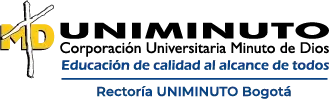 MD UNIMINUTO
Corporación Universitaria Minuto de Dios
Educación de calidad al alcance de todos
Rectoría UNIMINUTO Bogotá